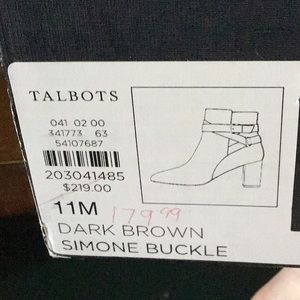 TALBOTS
041 02 00
341773 63
54107687
203041485
$219.00
11M
179.99
DARK BROWN
SIMONE BUCKLE